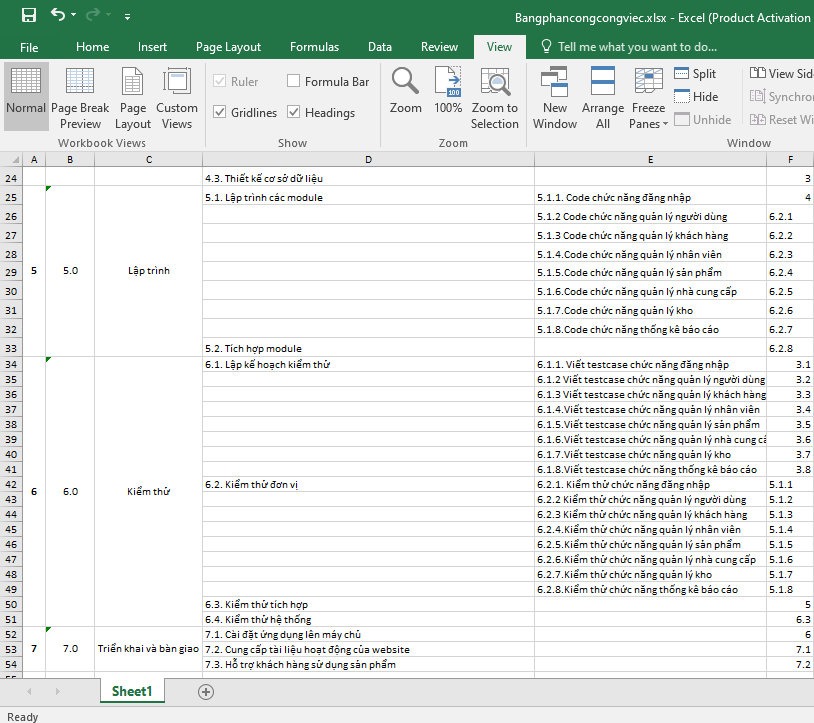 Bangphancongcongviec.xlsx - Excel (Product Activation
File Home Insert Page Layout Formulas Data Review View Tell me what you want to do...
Normal Page Break Preview Page Layout Custom Views
Ruler Formula Bar
Gridlines Headings
Zoom 100% Zoom to Selection
New Window Arrange All Freeze Panes
Split
Hide
Unhide
View Sid
Synchro
Reset Wi
Workbook Views Show Zoom Window
A B C D E F
24 4.3. Thiết kế cơ sở dữ liệu 3
25 5.1. Lập trình các module 5.1.1. Code chức năng đăng nhập 4
26 5.1.2 Code chức năng quản lý người dùng 6.2.1
27 5.1.3 Code chức năng quản lý khách hàng 6.2.2
28 5.1.4.Code chức năng quản lý nhân viên 6.2.3
29 5 5.0 Lập trình 5.1.5.Code chức năng quản lý sản phẩm 6.2.4
30 5.1.6.Code chức năng quản lý nhà cung cấp 6.2.5
31 5.1.7.Code chức năng quản lý kho 6.2.6
32 5.1.8.Code chức năng thống kê báo cáo 6.2.7
33 5.2. Tích hợp module 6.2.8
34 6.1. Lập kế hoạch kiểm thử 6.1.1. Viết testcase chức năng đăng nhập 3.1
35 6.1.2 Viết testcase chức năng quản lý người dùng 3.2
36 6.1.3 Viết testcase chức năng quản lý khách hàng 3.3
37 6.1.4.Viết testcase chức năng quản lý nhân viên 3.4
38 6.1.5.Viết testcase chức năng quản lý sản phẩm 3.5
39 6.1.6.Viết testcase chức năng quản lý nhà cung cấ 3.6
40 6.1.7.Viết testcase chức năng quản lý kho 3.7
41 6.1.8.Viết testcase chức năng thống kê báo cáo 3.8
42 6 6.0 Kiểm thử 6.2. Kiểm thử đơn vị 6.2.1. Kiểm thử chức năng đăng nhập 5.1.1
43 6.2.2 Kiểm thử chức năng quản lý người dùng 5.1.2
44 6.2.3 Kiểm thử chức năng quản lý khách hàng 5.1.3
45 6.2.4.Kiểm thử chức năng quản lý nhân viên 5.1.4
46 6.2.5.Kiểm thử chức năng quản lý sản phẩm 5.1.5
47 6.2.6.Kiểm thử chức năng quản lý nhà cung cấp 5.1.6
48 6.2.7.Kiểm thử chức năng quản lý kho 5.1.7
49 6.2.8.Kiểm thử chức năng thống kê báo cáo 5.1.8
50 6.3. Kiểm thử tích hợp 5
51 6.4. Kiểm thử hệ thống 6.3
52 7.1. Cài đặt ứng dụng lên máy chủ 6
53 7 7.0 Triển khai và bàn giao 7.2. Cung cấp tài liệu hoạt động của website 7.1
54 7.3. Hỗ trợ khách hàng sử dụng sản phẩm 7.2
Sheet1
Ready